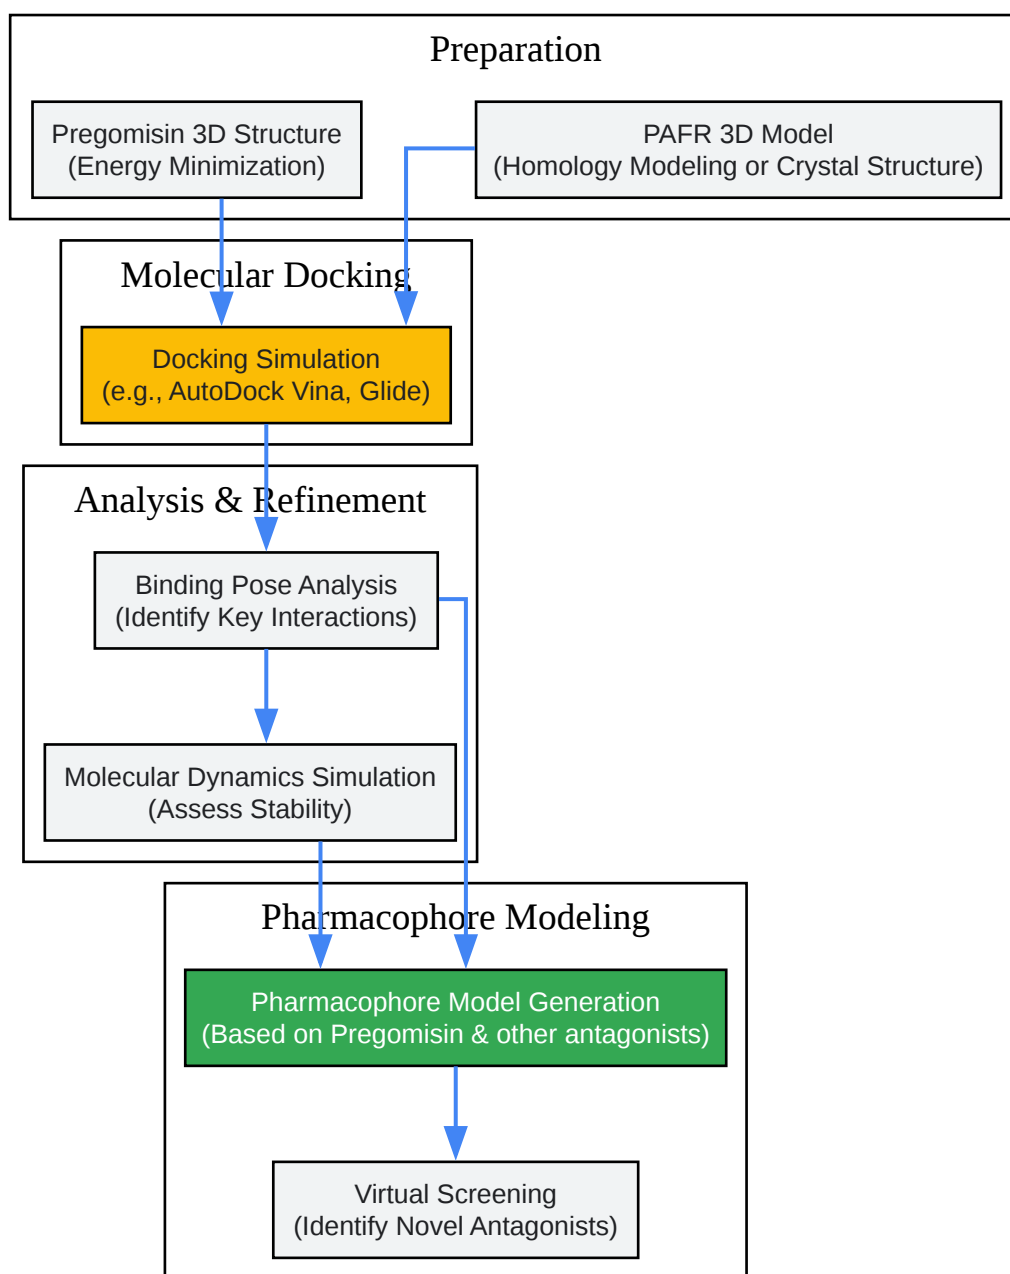 Preparation
Pregomisin 3D Structure
(Energy Minimization)
PAFR 3D Model
(Homology Modeling or Crystal Structure)
Molecular Docking
Docking Simulation
(e.g., AutoDock Vina, Glide)
Analysis & Refinement
Binding Pose Analysis
(Identify Key Interactions)
Molecular Dynamics Simulation
(Assess Stability)
Pharmacophore Modeling
Pharmacophore Model Generation
(Based on Pregomisin & other antagonists)
Virtual Screening
(Identify Novel Antagonists)